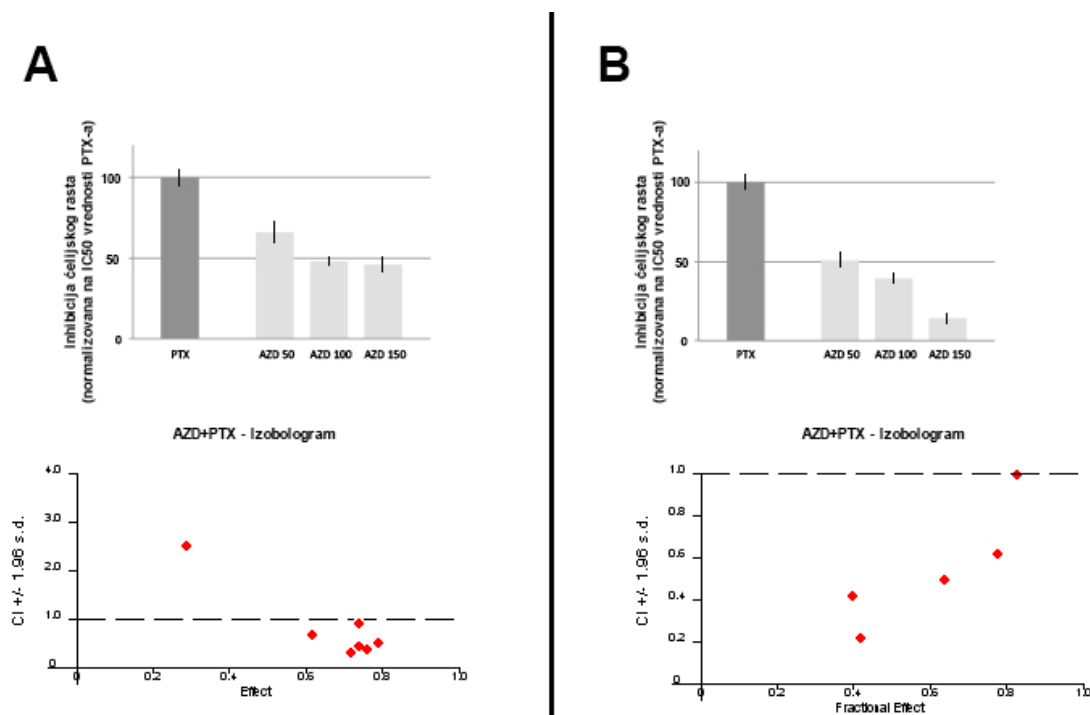 A
Inhibicija ćelijskog rasta
(normalizovana na IC50 vrednosti PTX-a)
100
50
0
PTX
AZD 50
AZD 100
AZD 150
AZD+PTX - Izobologram
CI +/- 1.96 s.d.
4.0
3.0
2.0
1.0
0
0
0.2
0.4
0.6
0.8
1.0
Effect
B
Inhibicija ćelijskog rasta
(normalizovana na IC50 vrednosti PTX-a)
100
50
0
PTX
AZD 50
AZD 100
AZD 150
AZD+PTX - Izobologram
CI +/- 1.96 s.d.
1.0
0.8
0.6
0.4
0.2
0
0
0.2
0.4
0.6
0.8
1.0
Fractional Effect